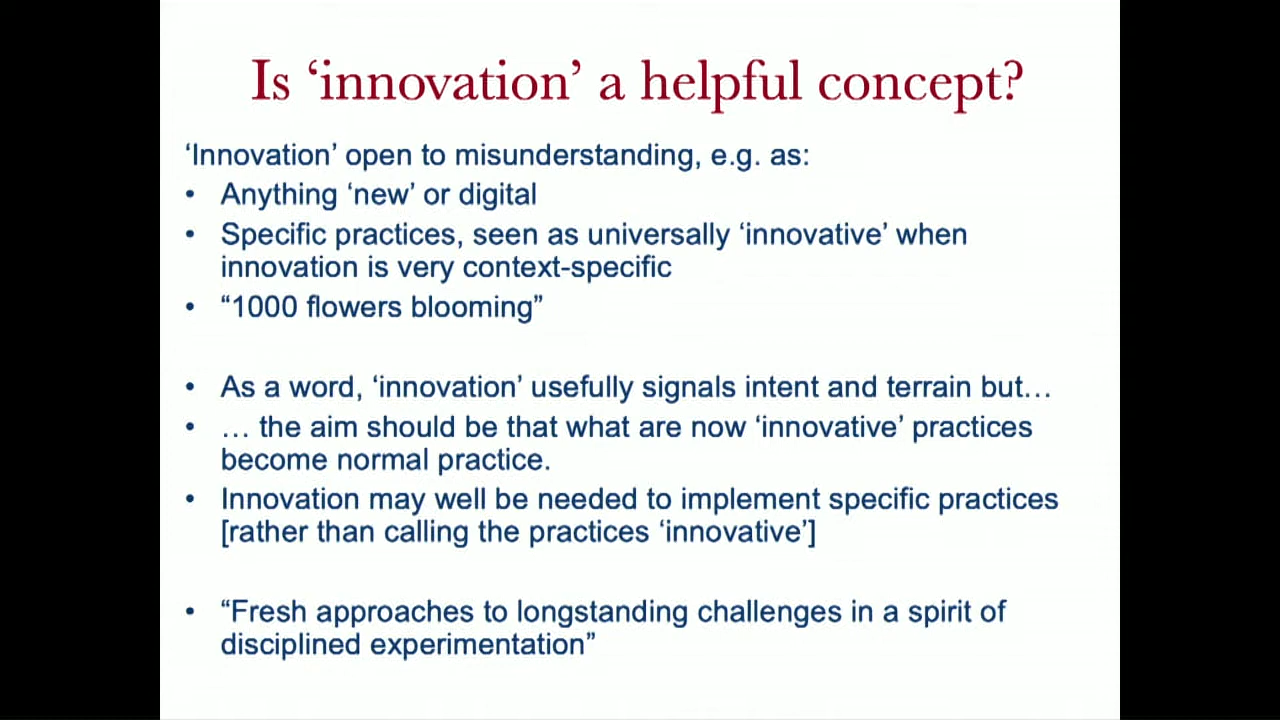 Is ‘innovation’ a helpful concept?
‘Innovation’ open to misunderstanding, e.g. as:
• Anything ‘new’ or digital
• Specific practices, seen as universally ‘innovative’ when
innovation is very context-specific
• “1000 flowers blooming”
• As a word, ‘innovation’ usefully signals intent and terrain but…
• … the aim should be that what are now ‘innovative’ practices
become normal practice.
• Innovation may well be needed to implement specific practices
[rather than calling the practices ‘innovative’]
• “Fresh approaches to longstanding challenges in a spirit of
disciplined experimentation”